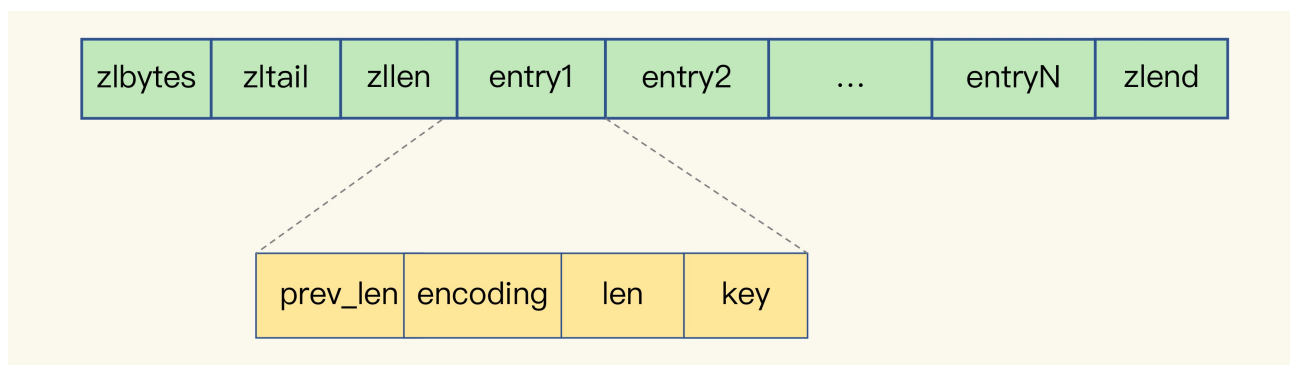 zlbytes zltail zllen entry1 entry2 ... entryN zlend
prev_len encoding len key